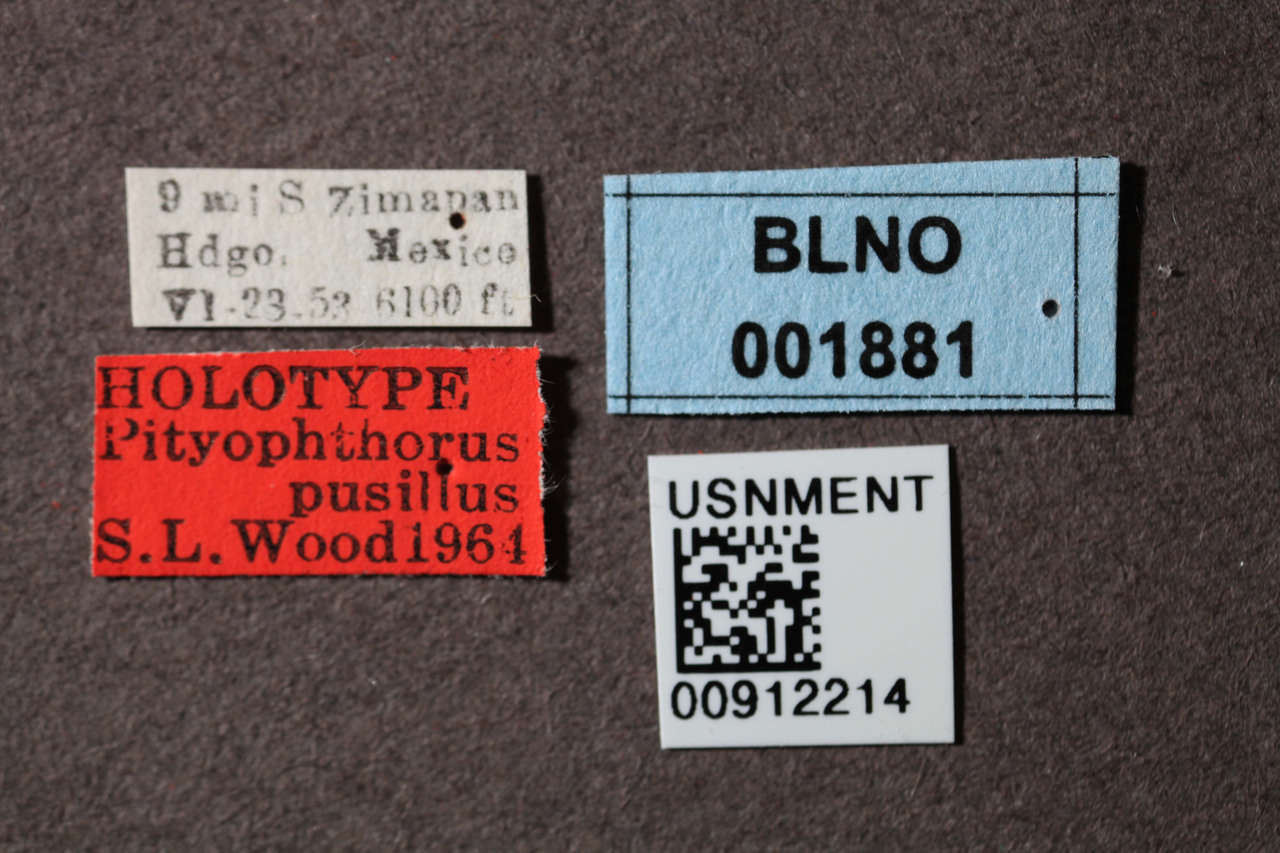 9 mi S Zimapan
Hdgo. Mexico
VI-23-53 6100 ft
HOLOTYPE
Pityophthorus
pusillus
S.L.Wood1964
BLNO
001881
USNMENT
00912214